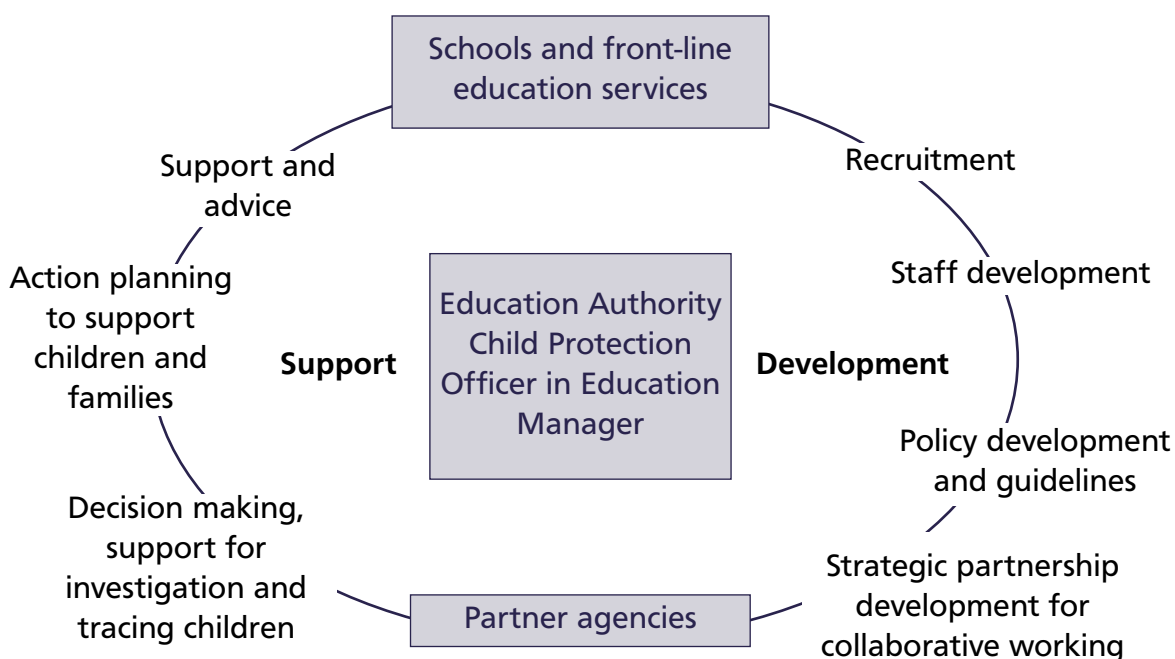 Schools and front-line
education services
Support and
advice
Recruitment
Action planning
to support
children and
families
Support
Education Authority
Child Protection
Officer in Education
Manager
Development
Staff development
Policy development
and guidelines
Decision making,
support for
investigation and
tracing children
Partner agencies
Strategic partnership
development for
collaborative working